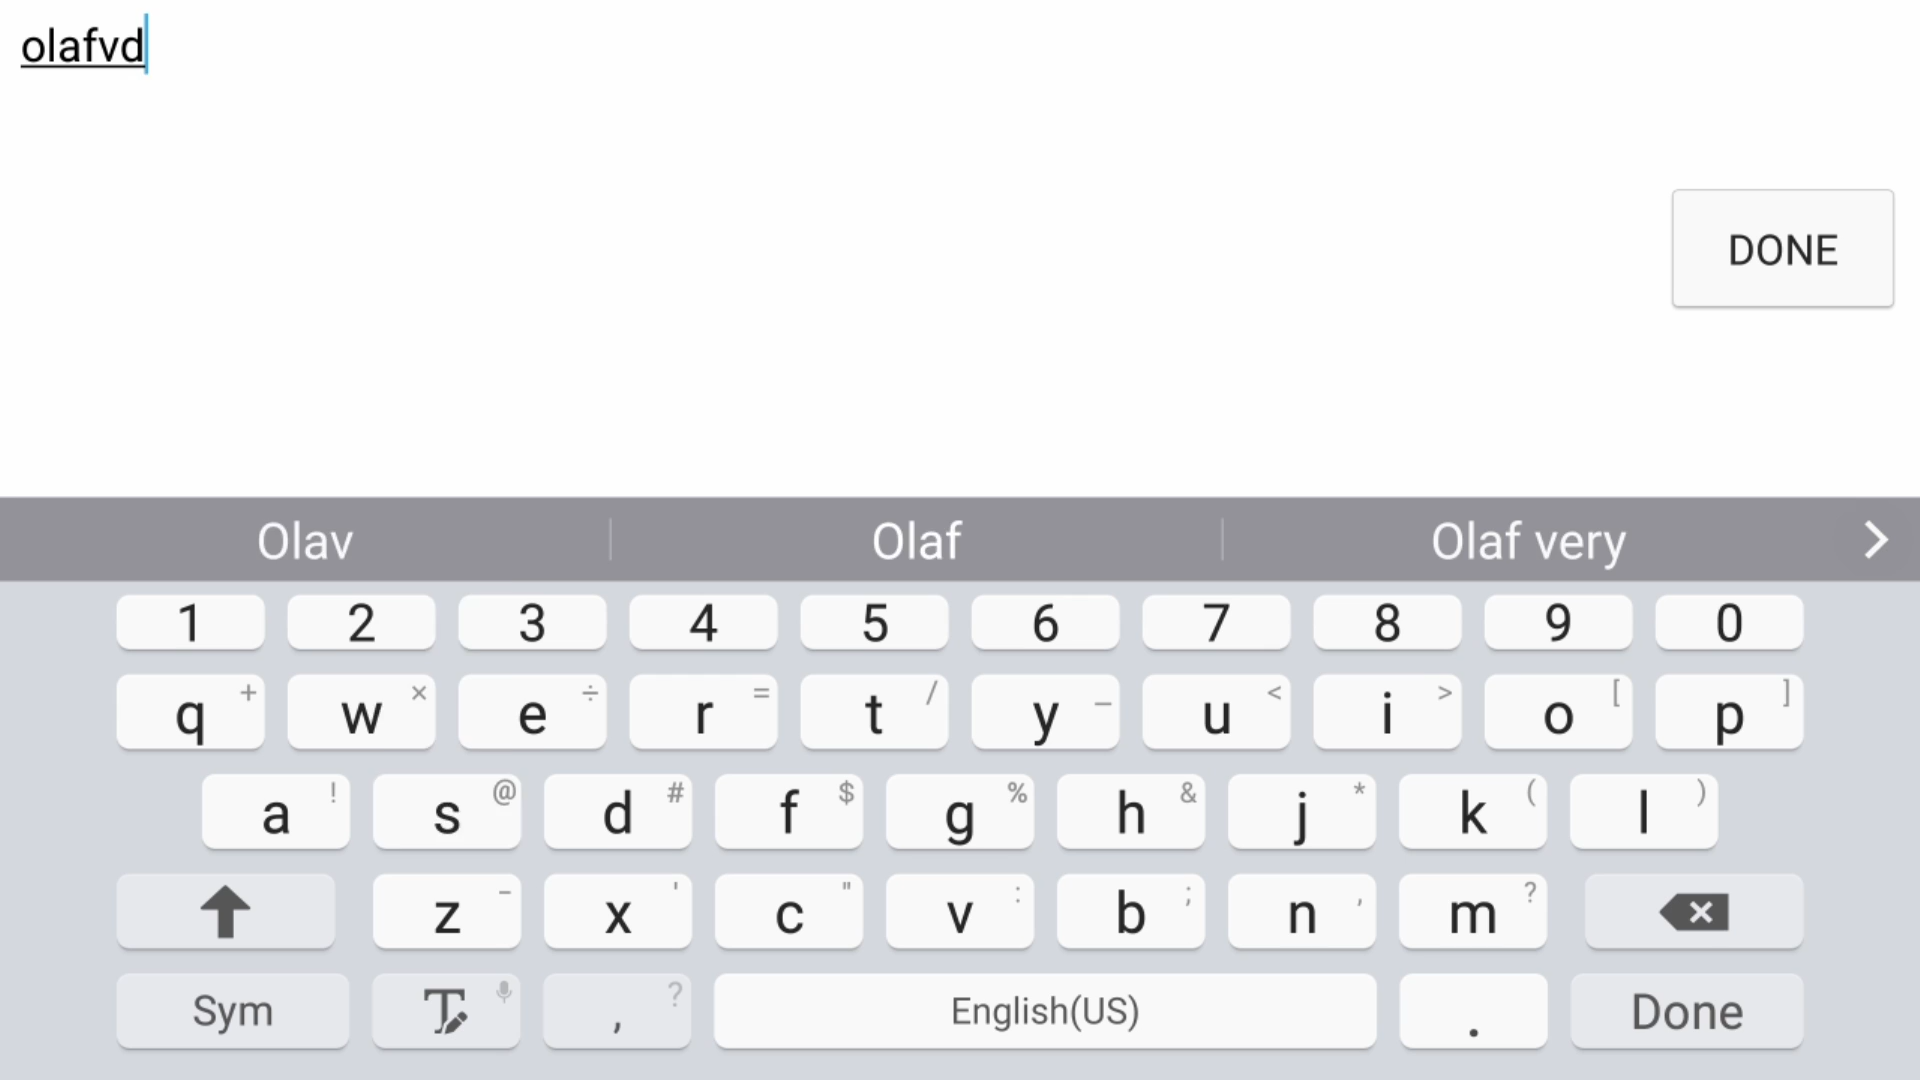 olafvd
DONE
Olav Olaf Olaf very
1 2 3 4 5 6 7 8 9 0
q + w × e ÷ r = t / y _ u < i > o [ p ]
a ! s @ d # f $ g % h & j * k ( l )
z - x ' c " v : b ; n , m ?
Sym , ? English(US) . Done